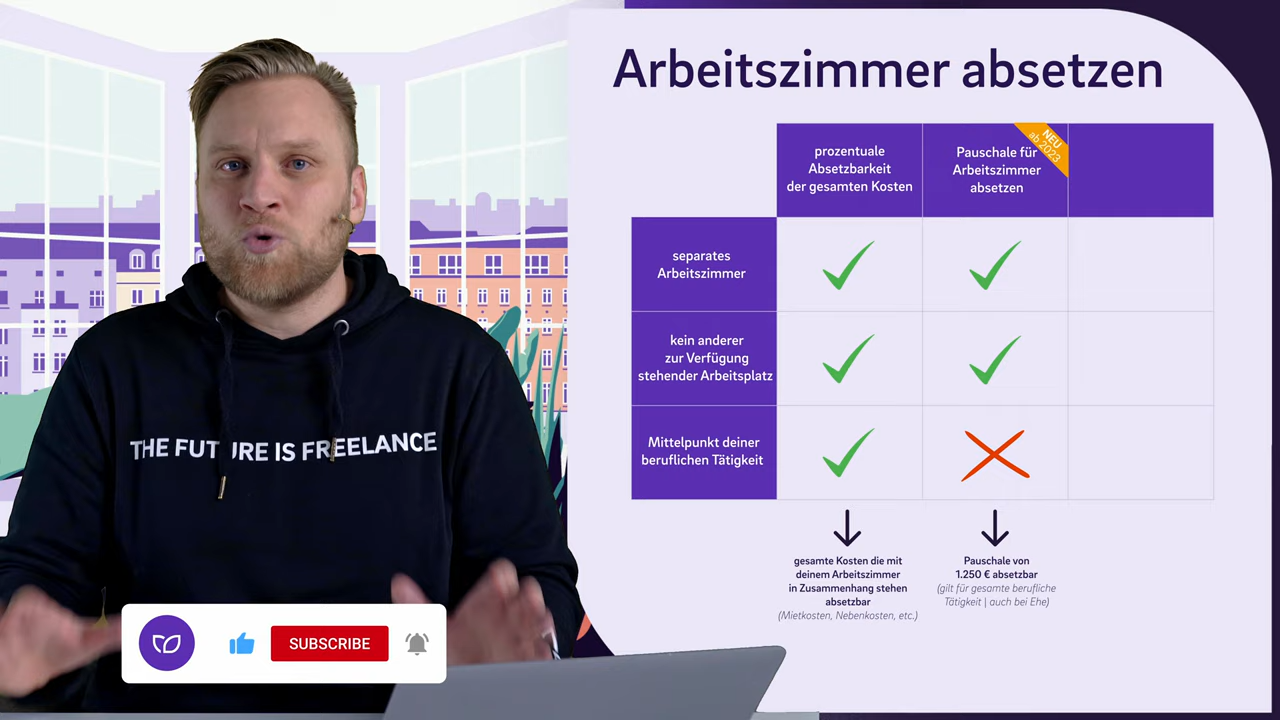 Arbeitszimmer absetzen
prozentuale
Absetzbarkeit
der gesamten Kosten
Pauschale für
Arbeitszimmer
absetzen
NEU
ab 2023
separates
Arbeitszimmer
kein anderer
zur Verfügung
stehender Arbeitsplatz
Mittelpunkt deiner
beruflichen Tätigkeit
gesamte Kosten die mit
deinem Arbeitszimmer
in Zusammenhang stehen
absetzbar
(Mietkosten, Nebenkosten, etc.)
Pauschale von
1.250 € absetzbar
(gilt für gesamte berufliche
Tätigkeit | auch bei Ehe)
THE FUTURE IS FREELANCE
SUBSCRIBE